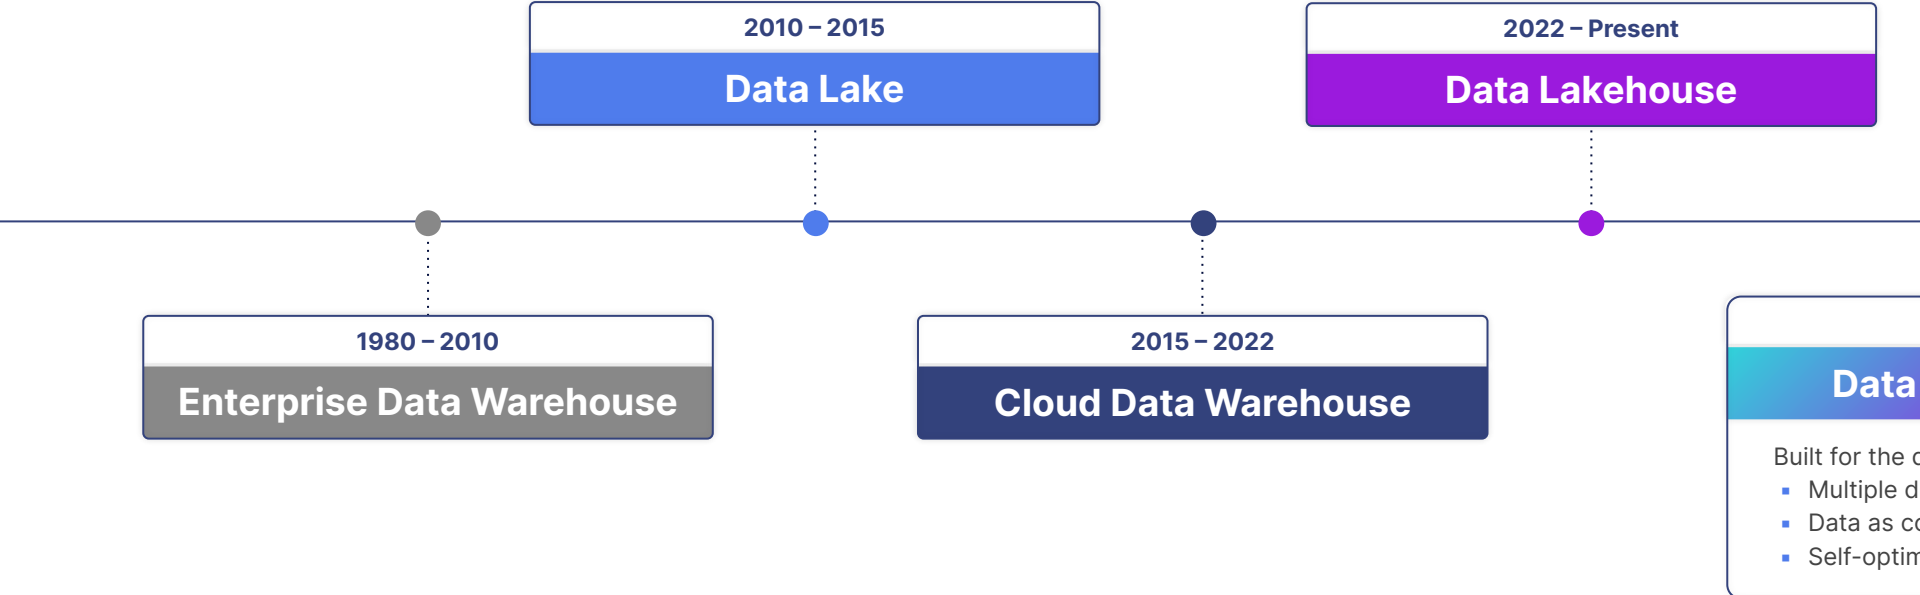 2010 – 2015
Data Lake
2022 – Present
Data Lakehouse
1980 – 2010
Enterprise Data Warehouse
2015 – 2022
Cloud Data Warehouse
Data
Built for the
Multiple
Data as